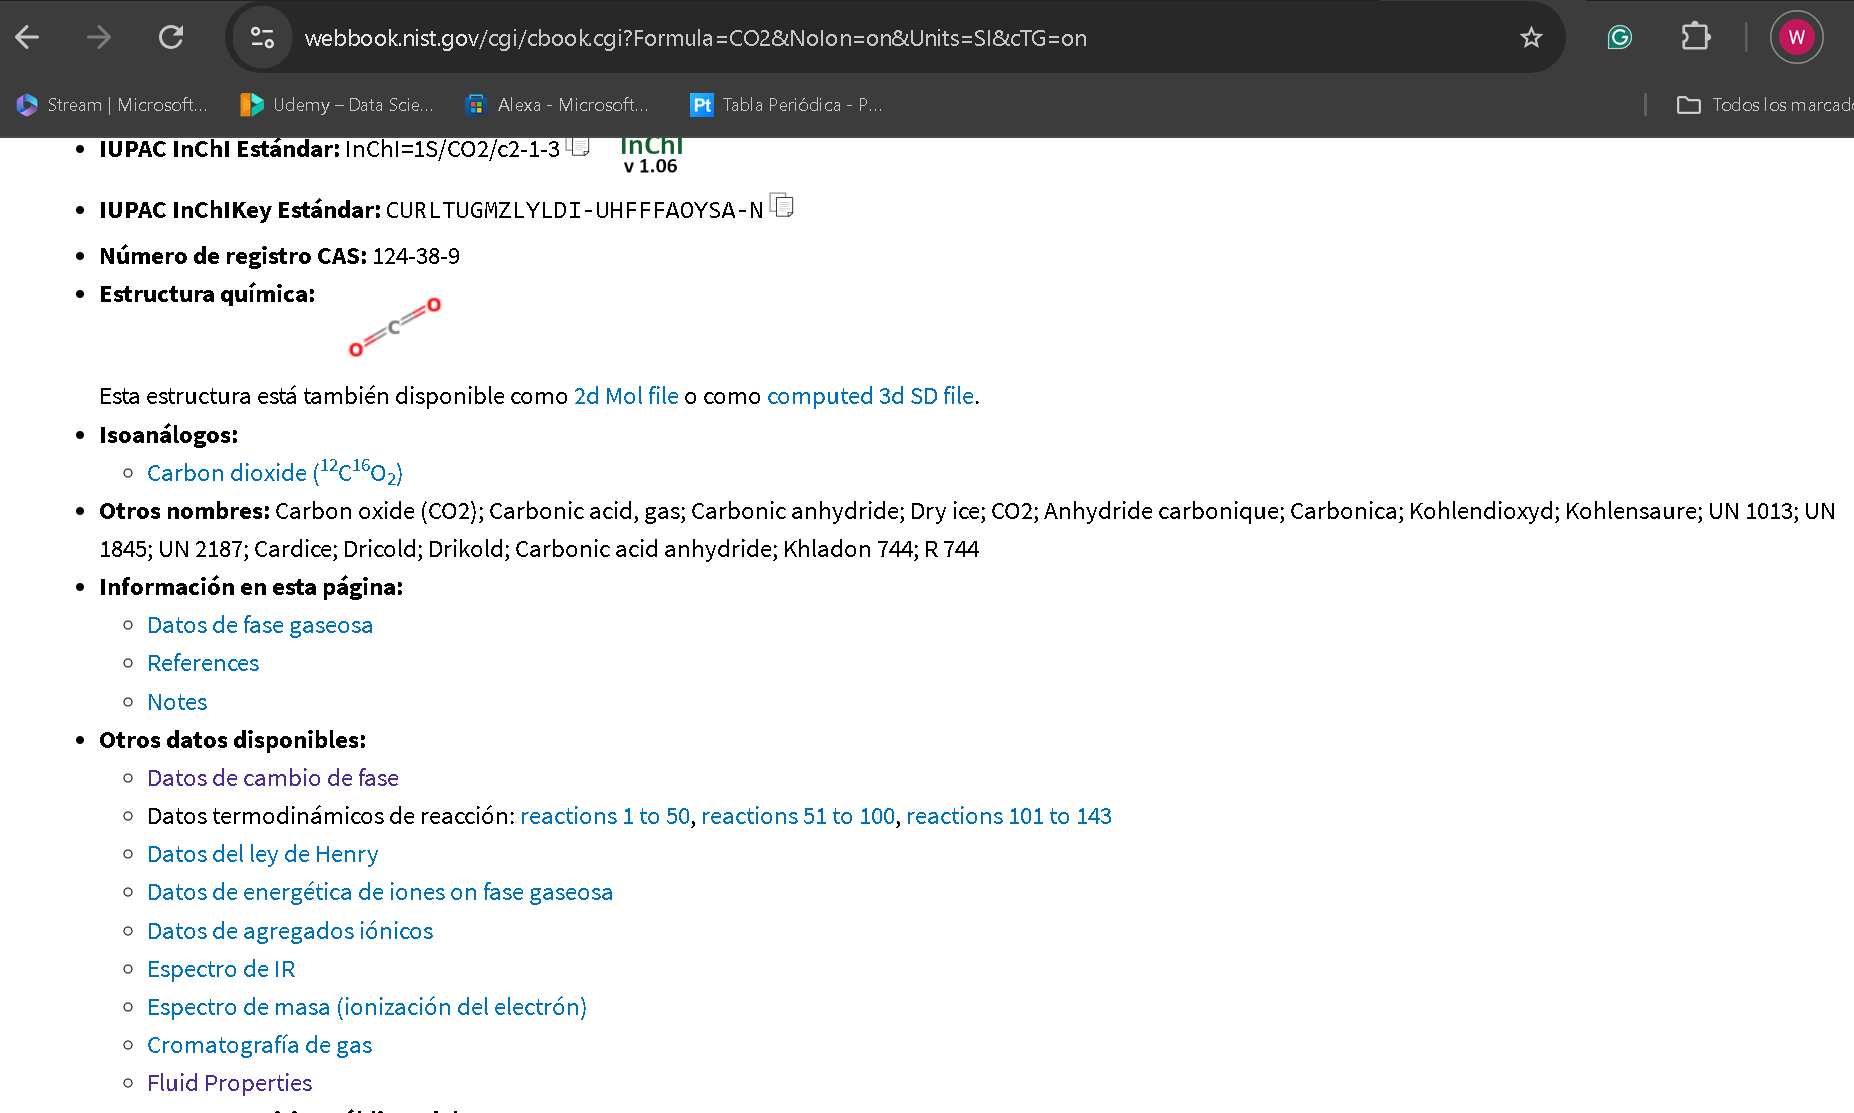 webbook.nist.gov/cgi/cbook.cgi?Formula=CO2&NoIon=on&Units=SI&cTG=on
W
Stream | Microsoft...
Udemy – Data Scie...
Alexa - Microsoft...
Pt Tabla Periódica - P...
Todos los marcad
IUPAC InChI Estándar: InChI=1S/CO2/c2-1-3
InChI
v 1.06
IUPAC InChIKey Estándar: CURLTUGMZLYLDI-UHFFFAOYSA-N
Número de registro CAS: 124-38-9
Estructura química:
O
C
O
Esta estructura está también disponible como 2d Mol file o como computed 3d SD file.
Isoanálogos:
Carbon dioxide (¹²C¹⁶O₂)
Otros nombres: Carbon oxide (CO2); Carbonic acid, gas; Carbonic anhydride; Dry ice; CO2; Anhydride carbonique; Carbonica; Kohlendioxyd; Kohlensaure; UN 1013; UN
1845; UN 2187; Cardice; Dricold; Drikold; Carbonic acid anhydride; Khladon 744; R 744
Información en esta página:
Datos de fase gaseosa
References
Notes
Otros datos disponibles:
Datos de cambio de fase
Datos termodinámicos de reacción: reactions 1 to 50, reactions 51 to 100, reactions 101 to 143
Datos del ley de Henry
Datos de energética de iones on fase gaseosa
Datos de agregados iónicos
Espectro de IR
Espectro de masa (ionización del electrón)
Cromatografía de gas
Fluid Properties